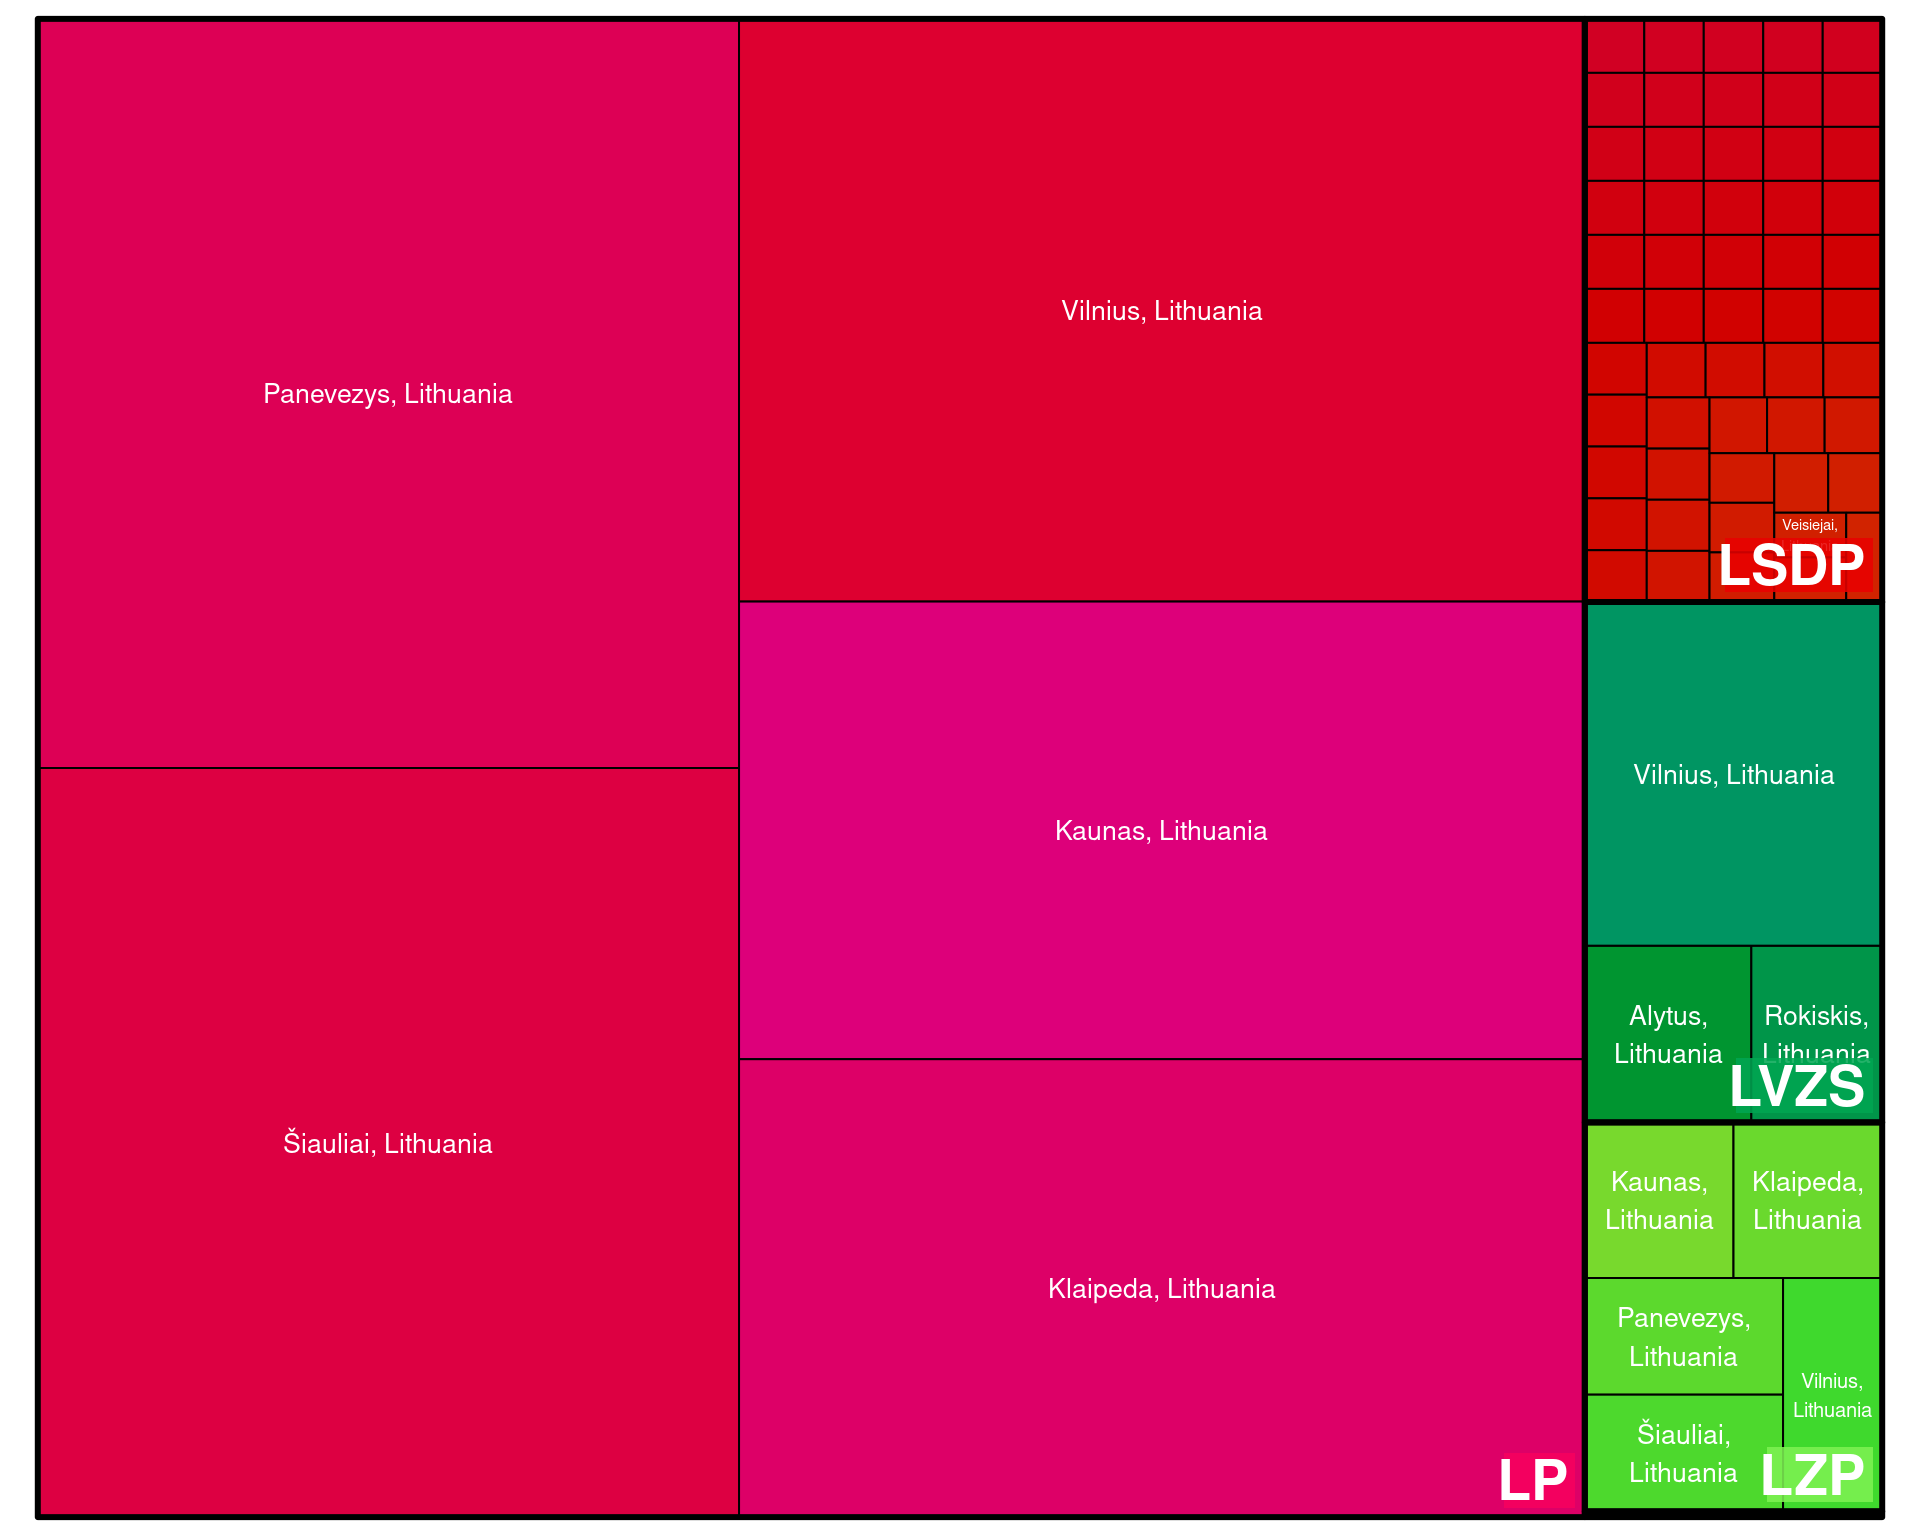 Panevezys, Lithuania
Šiauliai, Lithuania
Vilnius, Lithuania
Kaunas, Lithuania
Klaipeda, Lithuania
LP
Veisiejai,
LSDP
Vilnius, Lithuania
Alytus,
Lithuania
Rokiskis,
Lithuania
LVZS
Kaunas,
Lithuania
Klaipeda,
Lithuania
Panevezys,
Lithuania
Šiauliai,
Lithuania
Vilnius,
Lithuania
LZP